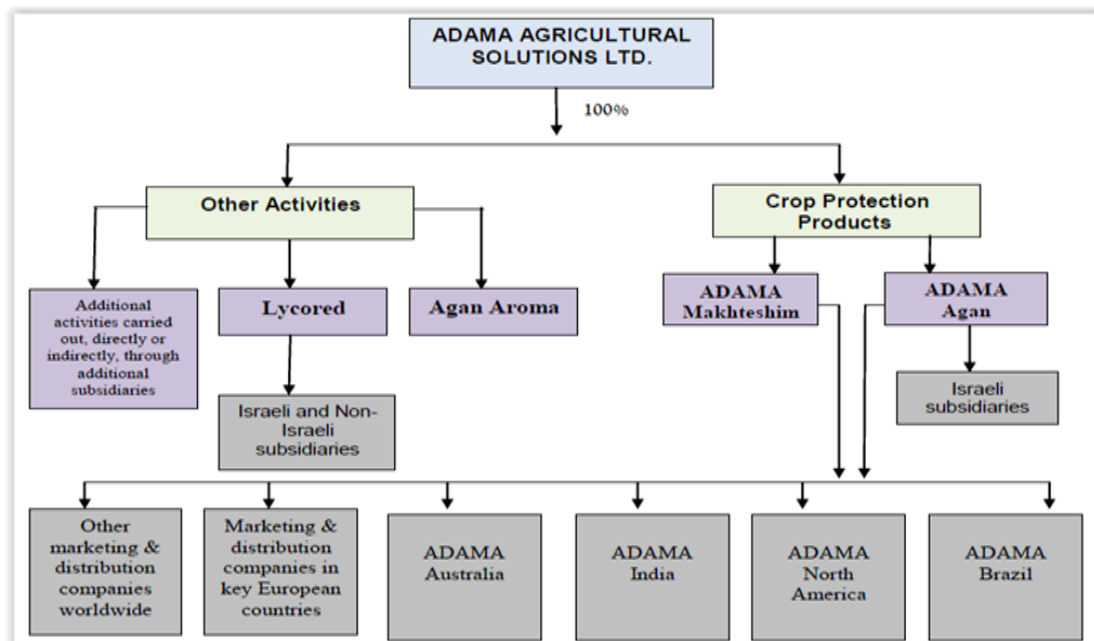 ADAMA AGRICULTURAL
SOLUTIONS LTD.
100%
Other Activities
Crop Protection
Products
Additional
activities carried
out, directly or
indirectly, through
additional
subsidiaries
Lycored
Agan Aroma
ADAMA
Makhteshim
ADAMA
Agan
Israeli and Non-
Israeli
subsidiaries
Israeli
subsidiaries
Other
marketing &
distribution
companies
worldwide
Marketing &
distribution
companies in
key European
countries
ADAMA
Australia
ADAMA
India
ADAMA
North
America
ADAMA
Brazil